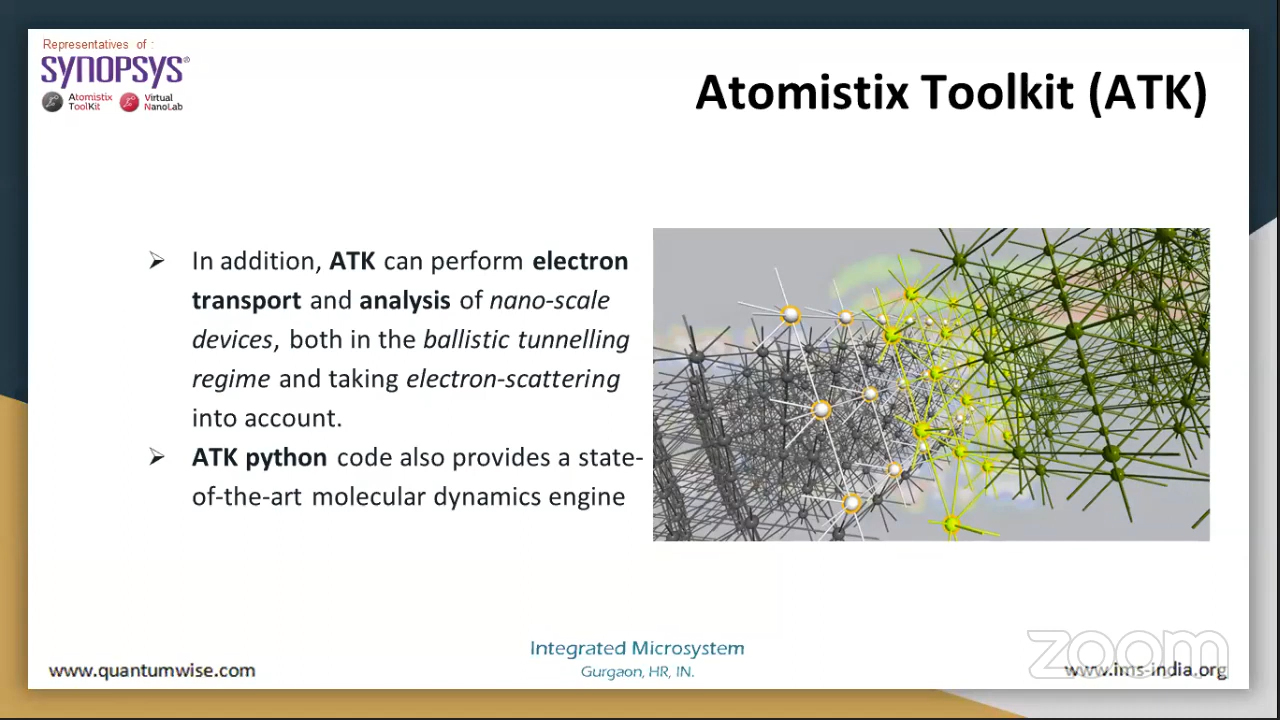 Representatives of :
SYNOPSYS®
Atomistix ToolKit
Virtual NanoLab
Atomistix Toolkit (ATK)
➢ In addition, ATK can perform electron
transport and analysis of nano-scale
devices, both in the ballistic tunnelling
regime and taking electron-scattering
into account.
➢ ATK python code also provides a state-
of-the-art molecular dynamics engine
Integrated Microsystem
Gurgaon, HR, IN.
www.quantumwise.com
zoom
www.ims-india.org